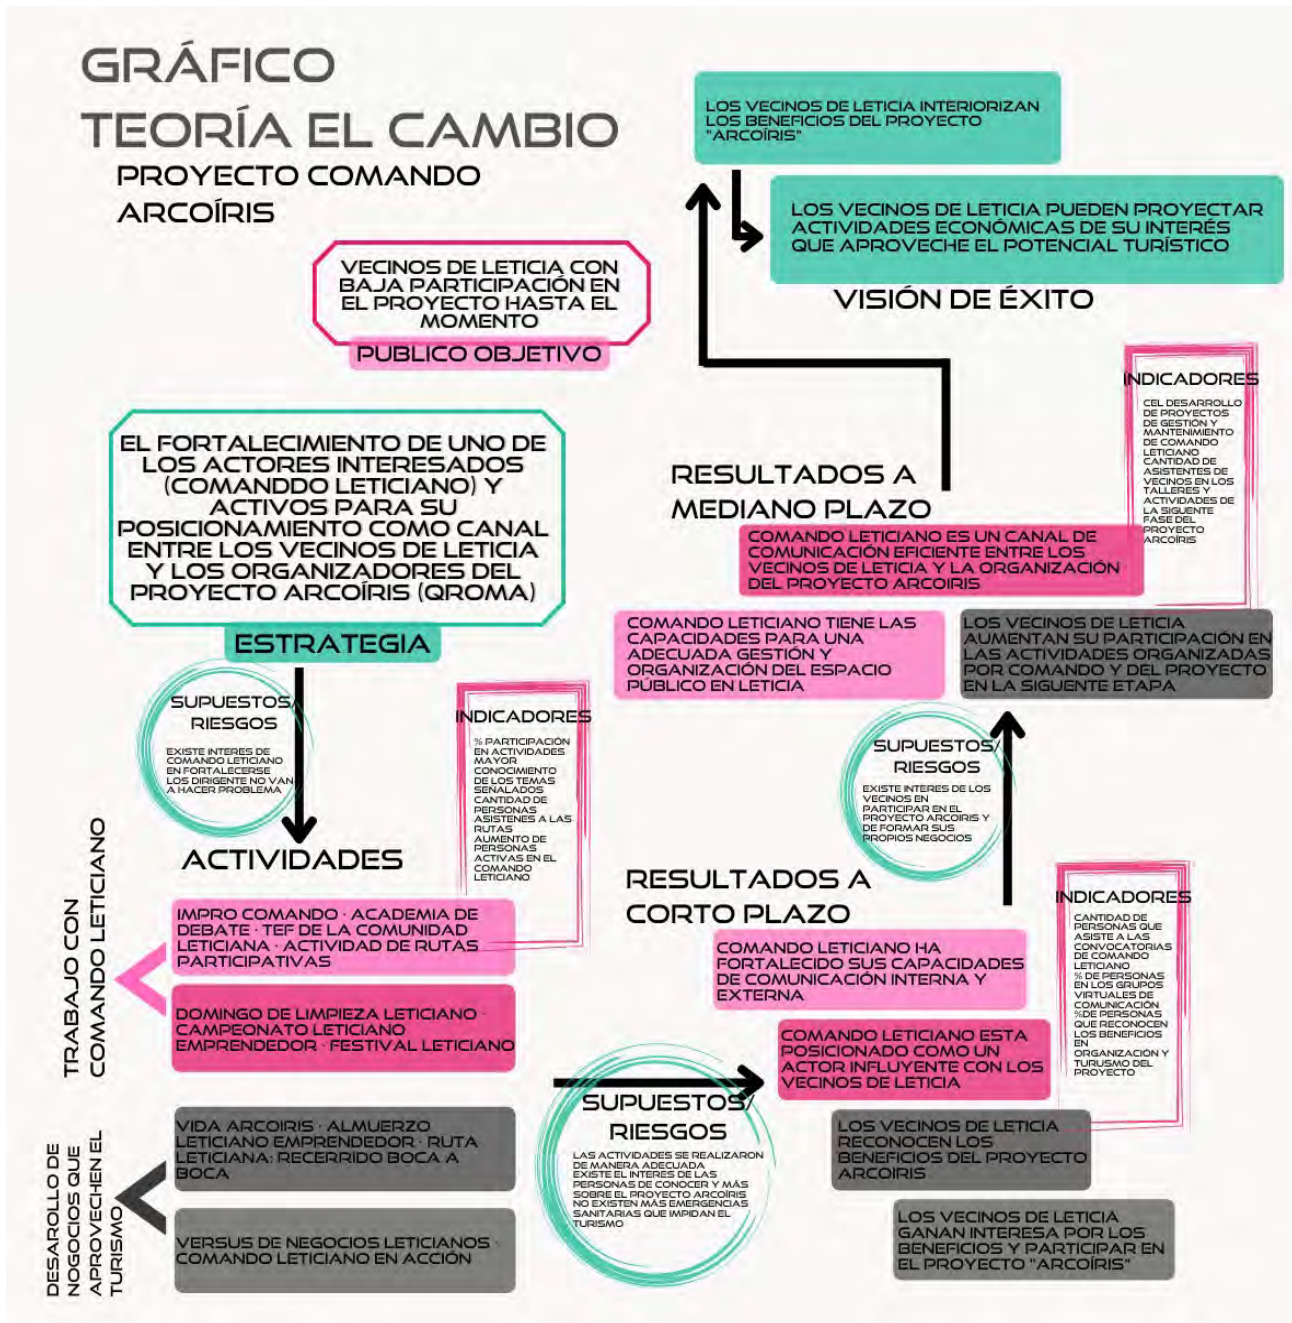 GRÁFICO
TEORÍA EL CAMBIO
PROYECTO COMANDO
ARCOÍRIS
VECINOS DE LETICIA CON
BAJA PARTICIPACIÓN EN
EL PROYECTO HASTA EL
MOMENTO
PUBLICO OBJETIVO
EL FORTALECIMIENTO DE UNO DE
LOS ACTORES INTERESADOS
(COMANDDO LETICIANO) Y
ACTIVOS PARA SU
POSICIONAMIENTO COMO CANAL
ENTRE LOS VECINOS DE LETICIA
Y LOS ORGANIZADORES DEL
PROYECTO ARCOÍRIS (QROMA)
ESTRATEGIA
SUPUESTOS/
RIESGOS
EXISTE INTERES DE
COMANDO LETICIANO
EN FORTALECERSE
LOS DIRIGENTE NO VAN
A HACER PROBLEMA
INDICADORES
% PARTICIPACIÓN
EN ACTIVIDADES
MAYOR
CONOCIMIENTO
DE LOS TEMAS
SEÑALADOS
CANTIDAD DE
PERSONAS
ASISTENES A LAS
RUTAS
AUMENTO DE
PERSONAS
ACTIVAS EN EL
COMANDO
LETICIANO
ACTIVIDADES
TRABAJO CON
COMANDO LETICIANO
IMPRO COMANDO · ACADEMIA DE
DEBATE · TEF DE LA COMUNIDAD
LETICIANA · ACTIVIDAD DE RUTAS
PARTICIPATIVAS
DOMINGO DE LIMPIEZA LETICIANO ·
CAMPEONATO LETICIANO
EMPRENDEDOR · FESTIVAL LETICIANO
DESAROLLO DE
NOGOCIOS QUE
APROVECHEN EL
TURISMO
VIDA ARCOIRIS · ALMUERZO
LETICIANO EMPRENDEDOR · RUTA
LETICIANA: RECERRIDO BOCA A
BOCA
VERSUS DE NEGOCIOS LETICIANOS ·
COMANDO LETICIANO EN ACCIÓN
SUPUESTOS/
RIESGOS
LAS ACTIVIDADES SE REALIZARON
DE MANERA ADECUADA
EXISTE EL INTERES DE LAS
PERSONAS DE CONOCER Y MÁS
SOBRE EL PROYECTO ARCOÍRIS
NO EXISTEN MÁS EMERGENCIAS
SANITARIAS QUE IMPIDAN EL
TURISMO
RESULTADOS A
CORTO PLAZO
COMANDO LETICIANO HA
FORTALECIDO SUS CAPACIDADES
DE COMUNICACIÓN INTERNA Y
EXTERNA
COMANDO LETICIANO ESTA
POSICIONADO COMO UN
ACTOR INFLUYENTE CON LOS
VECINOS DE LETICIA
LOS VECINOS DE LETICIA
RECONOCEN LOS
BENEFICIOS DEL PROYECTO
ARCOIRIS
LOS VECINOS DE LETICIA
GANAN INTERESA POR LOS
BENEFICIOS Y PARTICIPAR EN
EL PROYECTO "ARCOÍRIS"
INDICADORES
CANTIDAD DE
PERSONAS QUE
ASISTE A LAS
CONVOCATORIAS
DE COMANDO
LETICIANO
% DE PERSONAS
EN LOS GRUPOS
VIRTUALES DE
COMUNICACIÓN
%DE PERSONAS
QUE RECONOCEN
LOS BENEFICIOS
EN
ORGANIZACIÓN Y
TURUSMO DEL
PROYECTO
SUPUESTOS/
RIESGOS
EXISTE INTERES DE LOS
VECINOS EN
PARTICIPAR EN EL
PROYECTO ARCOIRIS Y
DE FORMAR SUS
PROPIOS NEGOCIOS
RESULTADOS A
MEDIANO PLAZO
COMANDO LETICIANO ES UN CANAL DE
COMUNICACIÓN EFICIENTE ENTRE LOS
VECINOS DE LETICIA Y LA ORGANIZACIÓN
DEL PROYECTO ARCOIRIS
COMANDO LETICIANO TIENE LAS
CAPACIDADES PARA UNA
ADECUADA GESTIÓN Y
ORGANIZACIÓN DEL ESPACIO
PÚBLICO EN LETICIA
LOS VECINOS DE LETICIA
AUMENTAN SU PARTICIPACIÓN EN
LAS ACTIVIDADES ORGANIZADAS
POR COMANDO Y DEL PROYECTO
EN LA SIGUENTE ETAPA
INDICADORES
CEL DESARROLLO
DE PROYECTOS
DE GESTIÓN Y
MANTENIMIENTO
DE COMANDO
LETICIANO
CANTIDAD DE
ASISTENTES DE
VECINOS EN LOS
TALLERES Y
ACTIVIDADES DE
LA SIGUENTE
FASE DEL
PROYECTO
ARCOÍRIS
LOS VECINOS DE LETICIA INTERIORIZAN
LOS BENEFICIOS DEL PROYECTO
"ARCOÍRIS"
LOS VECINOS DE LETICIA PUEDEN PROYECTAR
ACTIVIDADES ECONÓMICAS DE SU INTERÉS
QUE APROVECHE EL POTENCIAL TURÍSTICO
VISIÓN DE ÉXITO